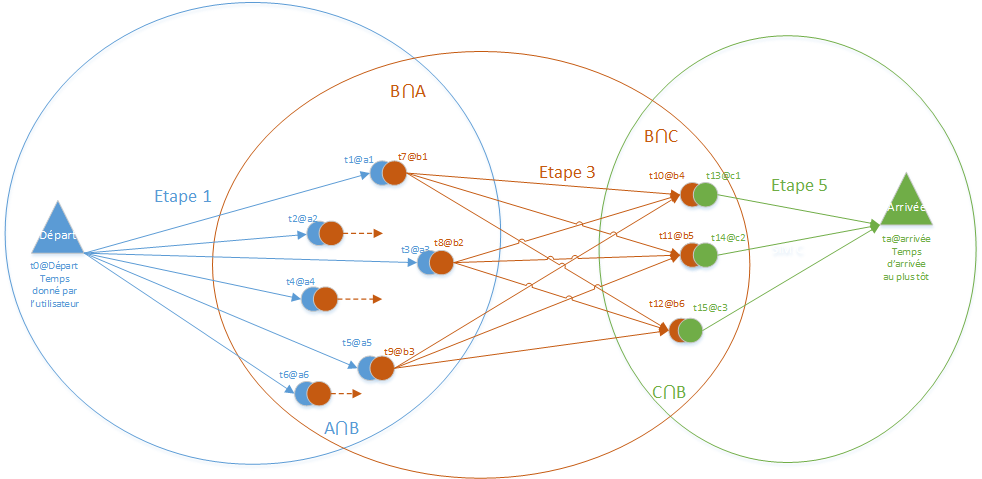 B⋂A
B⋂C
t1@a1
t7@b1
Etape 3
t10@b4
t13@c1
Etape 1
Etape 5
t2@a2
Départ
t0@Départ
Temps
donné par
l'utilisateur
t8@b2
t3@a3
t11@b5
t14@c2
Arrivée
ta@arrivée
Temps
d'arrivée
au plus tôt
t4@a4
t12@b6
t15@c3
t5@a5
t9@b3
t6@a6
A⋂B
C⋂B